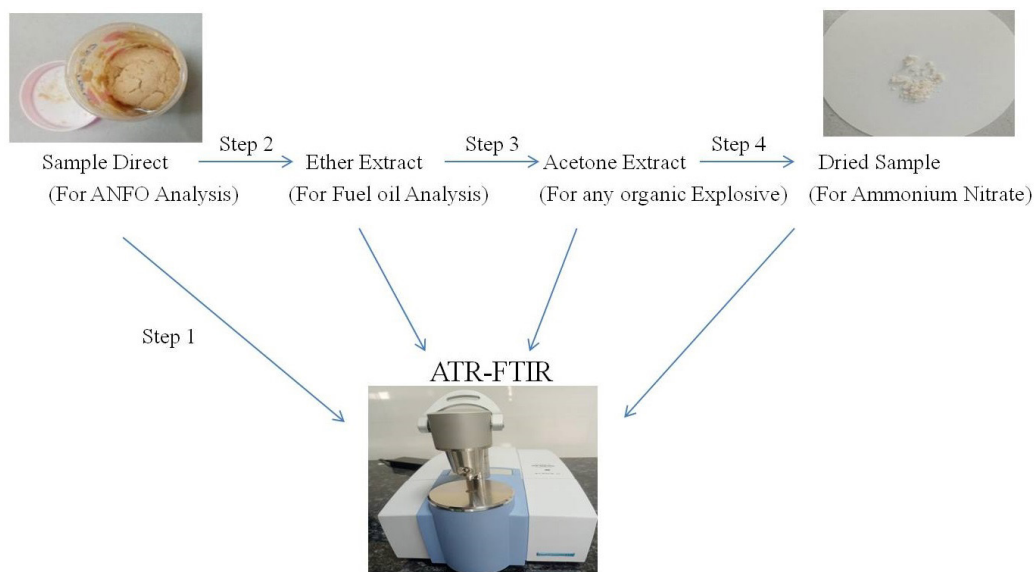 Step 2
Step 3
Step 4
Sample Direct
Ether Extract
Acetone Extract
Dried Sample
(For ANFO Analysis)
(For Fuel oil Analysis)
(For any organic Explosive)
(For Ammonium Nitrate)
Step 1
ATR-FTIR